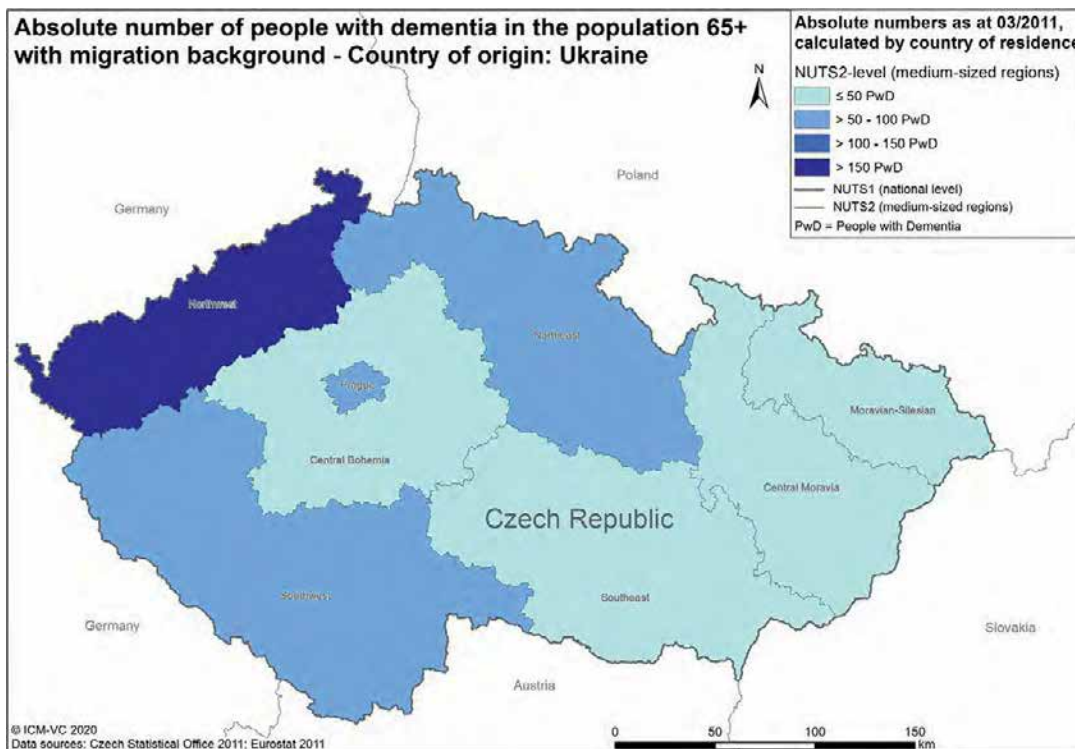 Absolute number of people with dementia in the population 65+
with migration background - Country of origin: Ukraine
Absolute numbers as at 03/2011,
calculated by country of residence
NUTS2-level (medium-sized regions)
≤ 50 PwD
> 50 - 100 PwD
> 100 - 150 PwD
> 150 PwD
NUTS1 (national level)
NUTS2 (medium-sized regions)
PwD = People with Dementia
N
Poland
Germany
Northwest
Northeast
Prague
Moravian-Silesian
Central Bohemia
Central Moravia
Czech Republic
Southwest
Southeast
Germany
Slovakia
Austria
© ICM-VC 2020
Data sources: Czech Statistical Office 2011; Eurostat 2011
0 50 100 150
km